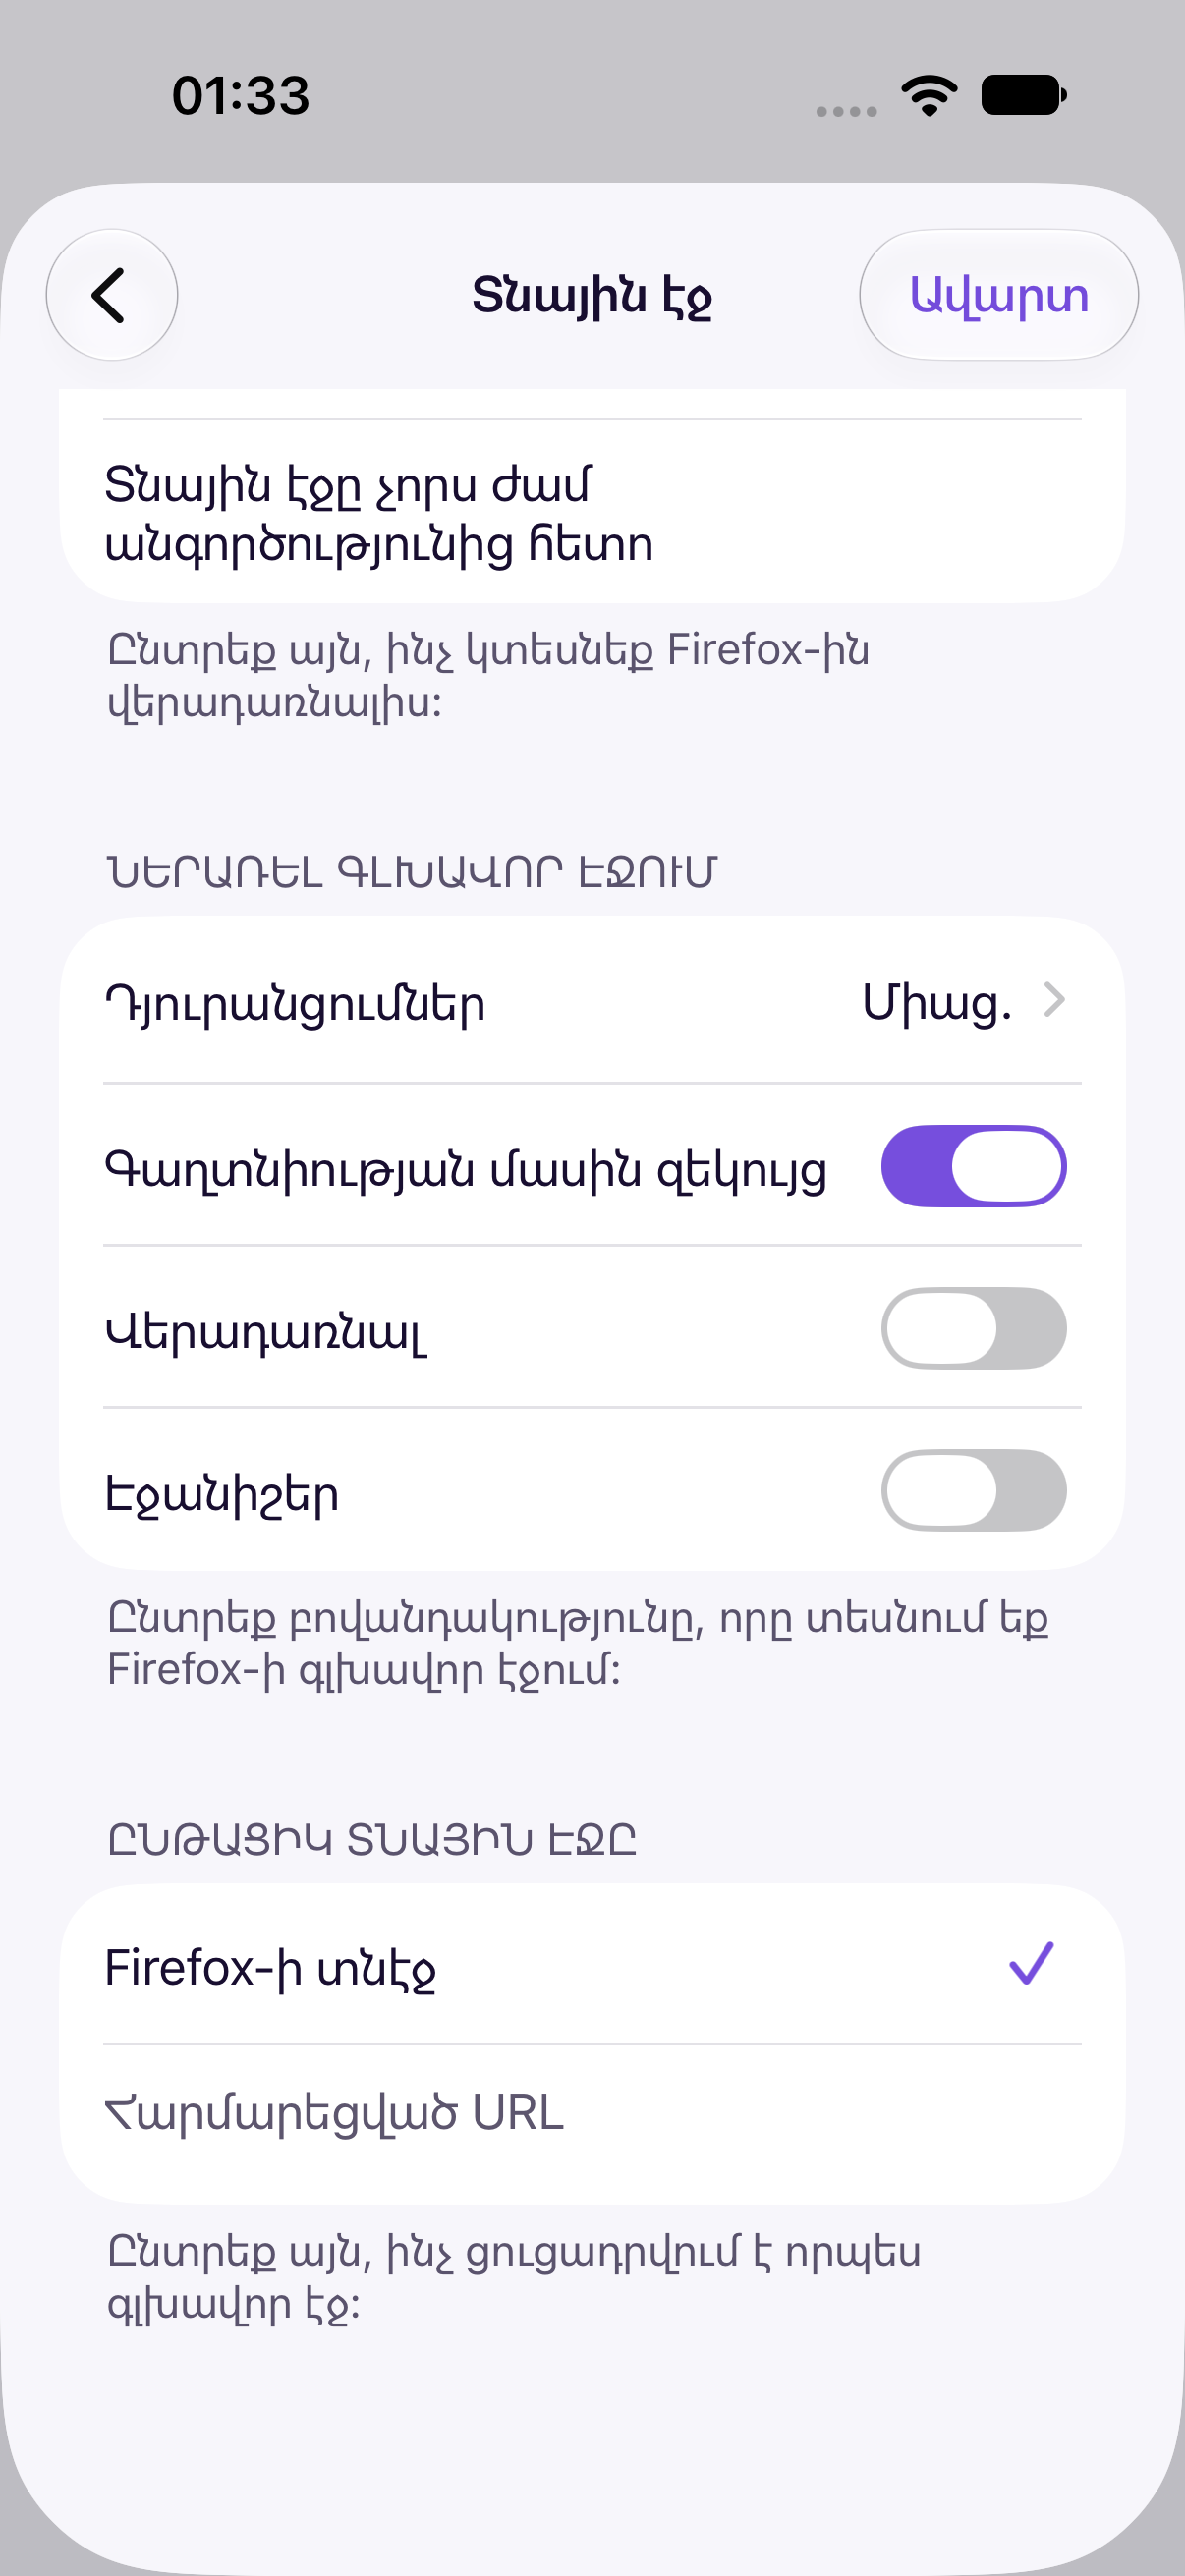 01:33
Տնային էջ
Ավարտ
Տնային էջը չորս ժամ
անգործությունից հետո
Ընտրեք այն, ինչ կտեսնեք Firefox-ին
վերադառնալիս:
ՆԵՐԱՌԵԼ ԳԼԽԱՎՈՐ ԷՋՈՒՄ
Դյուրանցումներ
Միաց.
Գաղտնիության մասին զեկույց
Վերադառնալ
Էջանիշեր
Ընտրեք բովանդակությունը, որը տեսնում եք
Firefox-ի գլխավոր էջում:
ԸՆԹԱՑԻԿ ՏՆԱՅԻՆ ԷՋԸ
Firefox-ի տնէջ
Հարմարեցված URL
Ընտրեք այն, ինչ ցուցադրվում է որպես
գլխավոր էջ: